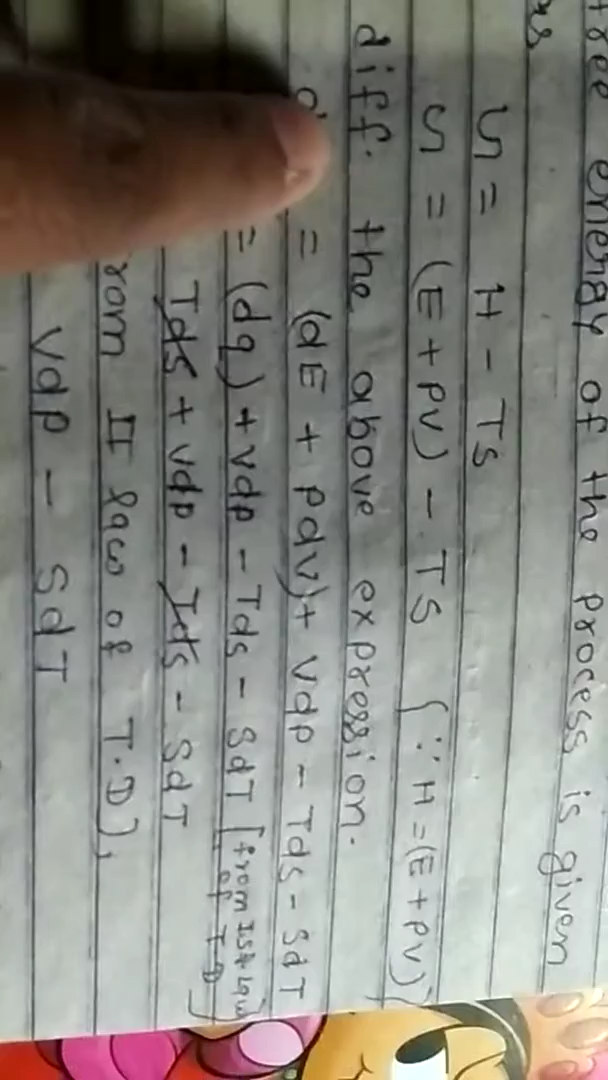 free energy of the process is given
as
G = H - TS
G = (E + PV) - TS {∵ H = (E + PV)}
diff. the above expression.
= (dE + Pdv) + vdp - Tds - SdT
= (dq) + vdp - Tds - SdT [from Ist law of T.D]
Tds + vdp - Tds - SdT
rom II law of T.D),
vdp - SdT